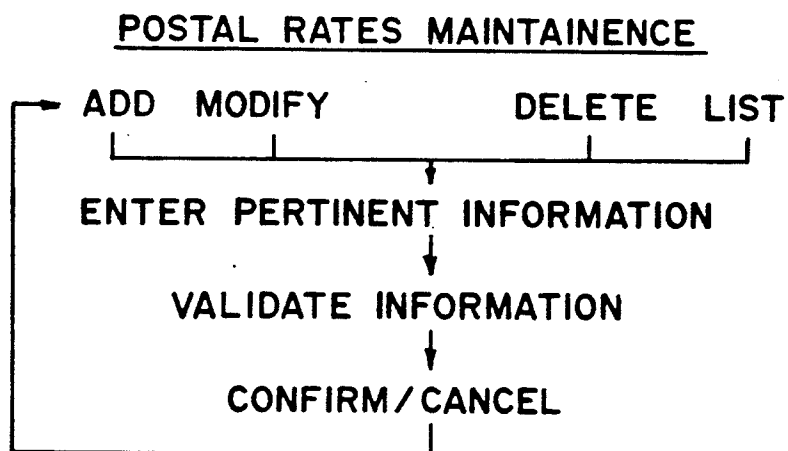 POSTAL RATES MAINTAINENCE
ADD MODIFY DELETE LIST
ENTER PERTINENT INFORMATION
VALIDATE INFORMATION
CONFIRM/CANCEL